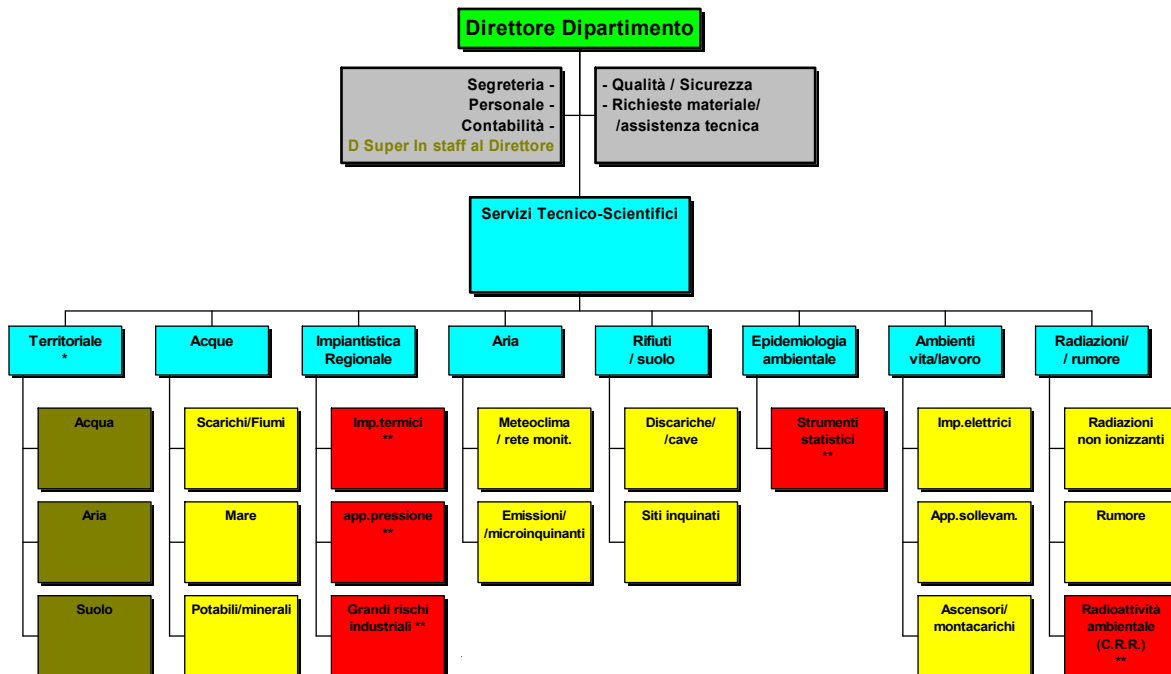 Direttore Dipartimento
Segreteria -
Personale -
Contabilità -
D Super In staff al Direttore
- Qualità / Sicurezza
- Richieste materiale/
/assistenza tecnica
Servizi Tecnico-Scientifici
Territoriale
*
Acque
Impiantistica
Regionale
Aria
Rifiuti
/ suolo
Epidemiologia
ambientale
Ambienti
vita/lavoro
Radiazioni/
/ rumore
Acqua
Scarichi/Fiumi
Imp.termici
**
Meteoclima
/ rete monit.
Discariche/
/cave
Strumenti
statistici
**
Imp.elettrici
Radiazioni
non ionizzanti
Aria
Mare
app.pressione
**
Emissioni/
/microinquinanti
Siti inquinati
App.sollevam.
Rumore
Suolo
Potabili/minerali
Grandi rischi
industriali **
Ascensori/
montacarichi
Radioattività
ambientale
(C.R.R.)
**